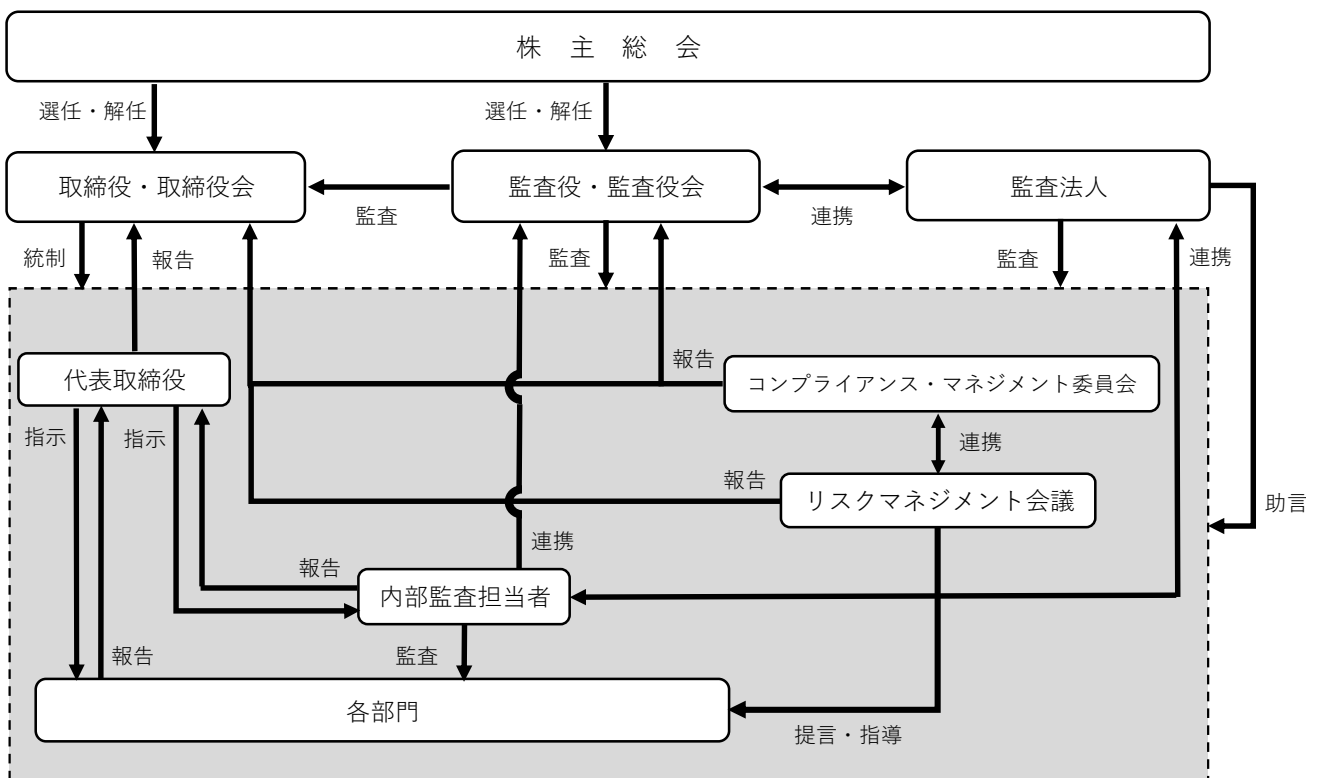 株 主 総 会
選任・解任
選任・解任
取締役・取締役会
監査
監査役・監査役会
連携
監査法人
統制
報告
監査
監査
連携
代表取締役
報告
コンプライアンス・マネジメント委員会
指示
指示
連携
報告
リスクマネジメント会議
助言
連携
報告
内部監査担当者
報告
監査
各部門
提言・指導